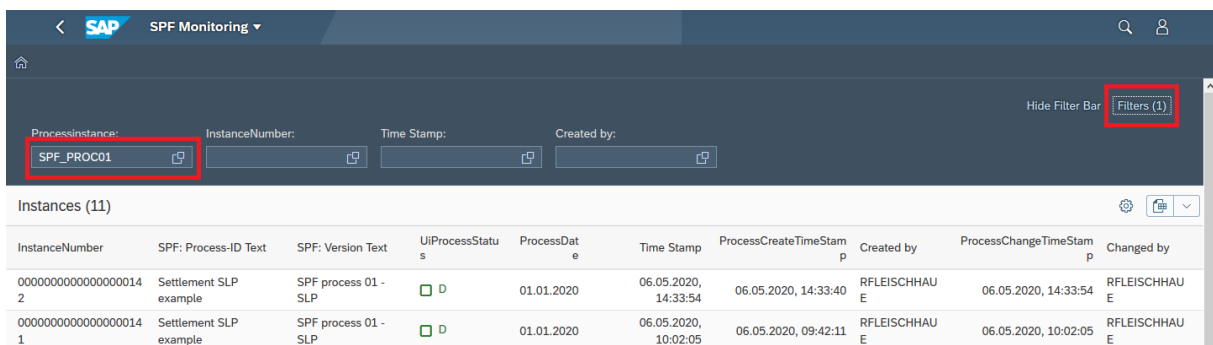 SAP SPF Monitoring
Hide Filter Bar Filters (1)
Processinstance: InstanceNumber: Time Stamp: Created by:
SPF_PROC01
Instances (11)
InstanceNumber SPF: Process-ID Text SPF: Version Text UiProcessStatu ProcessDat Time Stamp ProcessCreateTimeStam Created by ProcessChangeTimeStam Changed by
s e p p
0000000000000000014 Settlement SLP SPF process 01 - D 01.01.2020 06.05.2020, 06.05.2020, 14:33:40 RFLEISCHHAU 06.05.2020, 14:33:54 RFLEISCHHAU
2 example SLP 14:33:54 E E
0000000000000000014 Settlement SLP SPF process 01 - D 01.01.2020 06.05.2020, 06.05.2020, 09:42:11 RFLEISCHHAU 06.05.2020, 10:02:05 RFLEISCHHAU
1 example SLP 10:02:05 E E